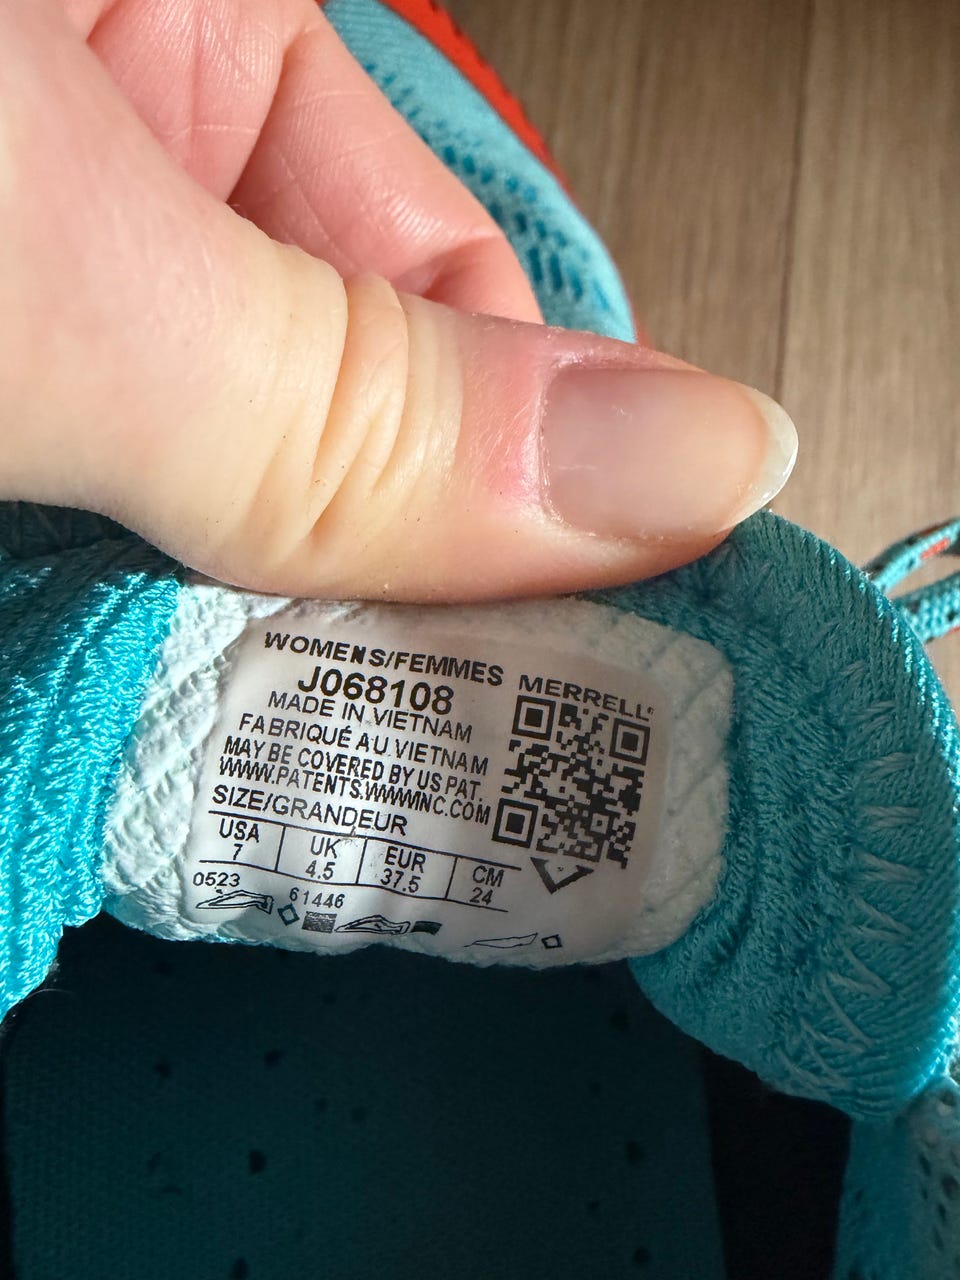 WOMENS/FEMMES
J068108
MADE IN VIETNAM
FABRIQUÉ AU VIETNAM
MAY BE COVERED BY US PAT.
WWW.PATENTS.WWWINC.COM
MERRELL
SIZE/GRANDEUR
USA UK EUR CM
7 4.5 37.5 24
0523 61446